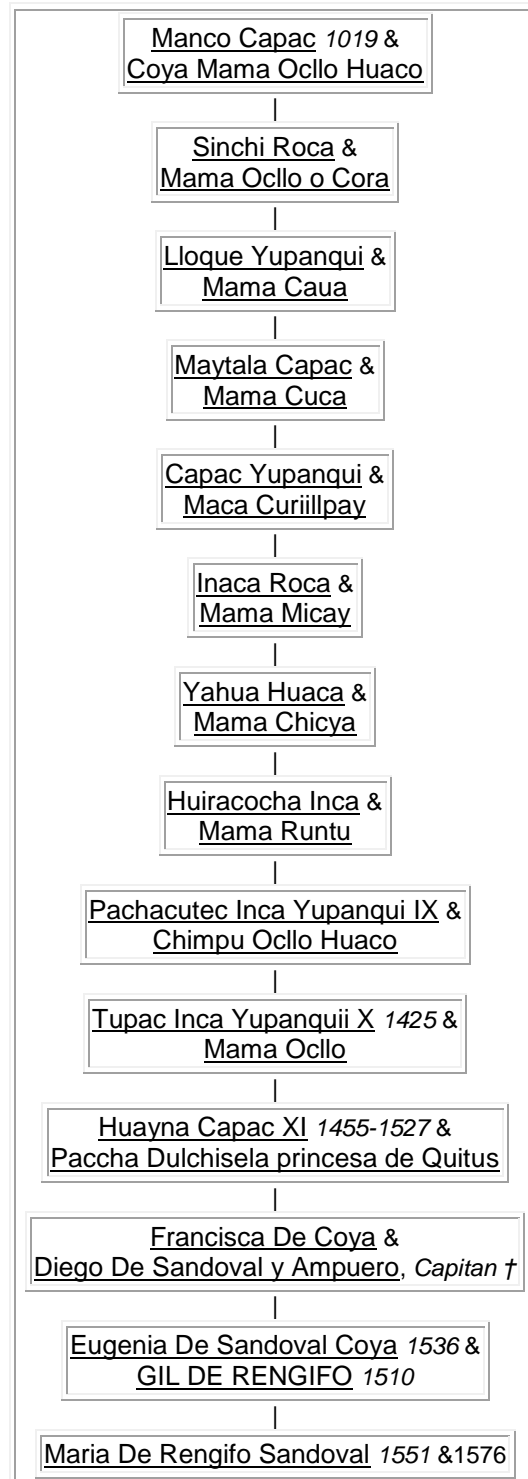 Manco Capac 1019 &
Coya Mama Ocllo Huaco
Sinchi Roca &
Mama Ocllo o Cora
Lloque Yupanqui &
Mama Caua
Maytala Capac &
Mama Cuca
Capac Yupanqui &
Maca Curiillpay
Inaca Roca &
Mama Micay
Yahua Huaca &
Mama Chicya
Huiracocha Inca &
Mama Runtu
Pachacutec Inca Yupanqui IX &
Chimpu Ocllo Huaco
Tupac Inca Yupanquii X 1425 &
Mama Ocllo
Huayna Capac XI 1455-1527 &
Paccha Dulchisela princesa de Quitus
Francisca De Coya &
Diego De Sandoval y Ampuero, Capitan †
Eugenia De Sandoval Coya 1536 &
GIL DE RENGIFO 1510
Maria De Rengifo Sandoval 1551 &1576